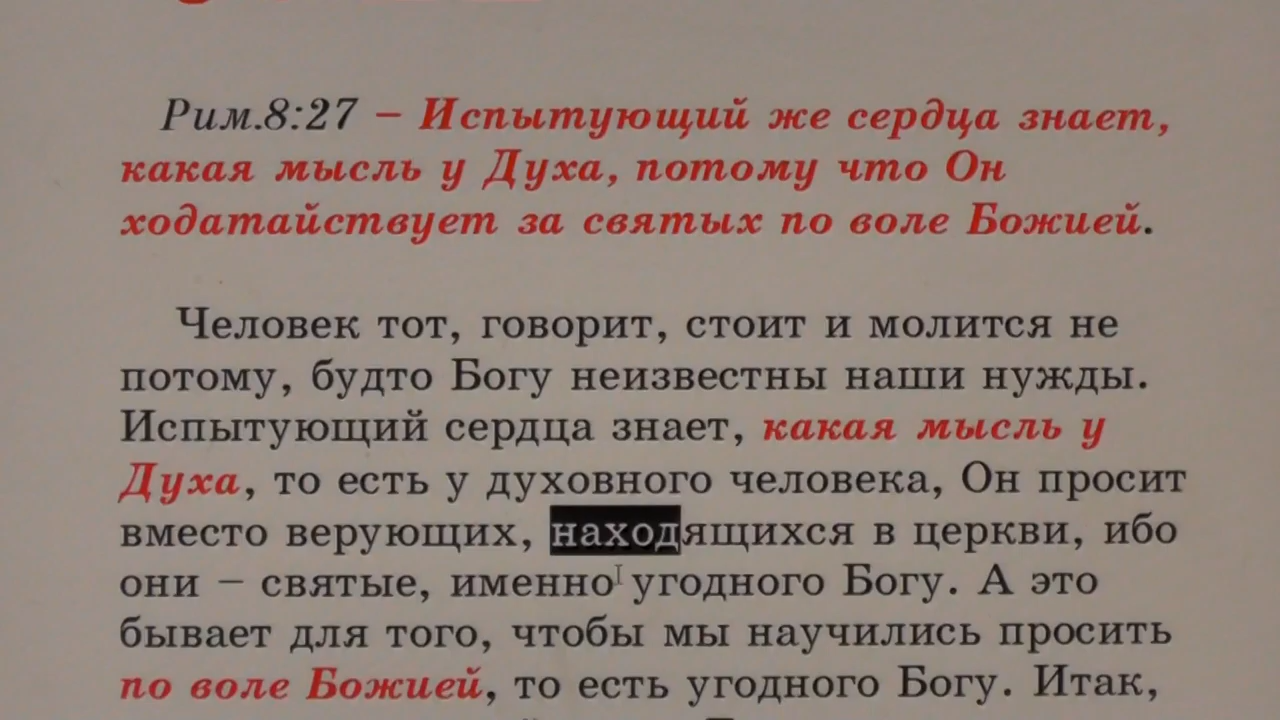 Рим.8:27 – Испытующий же сердца знает,
какая мысль у Духа, потому что Он
ходатайствует за святых по воле Божией.
Человек тот, говорит, стоит и молится не
потому, будто Богу неизвестны наши нужды.
Испытующий сердца знает, какая мысль у
Духа, то есть у духовного человека, Он просит
вместо верующих, находящихся в церкви, ибо
они – святые, именно угодного Богу. А это
бывает для того, чтобы мы научились просить
по воле Божией, то есть угодного Богу. Итак,